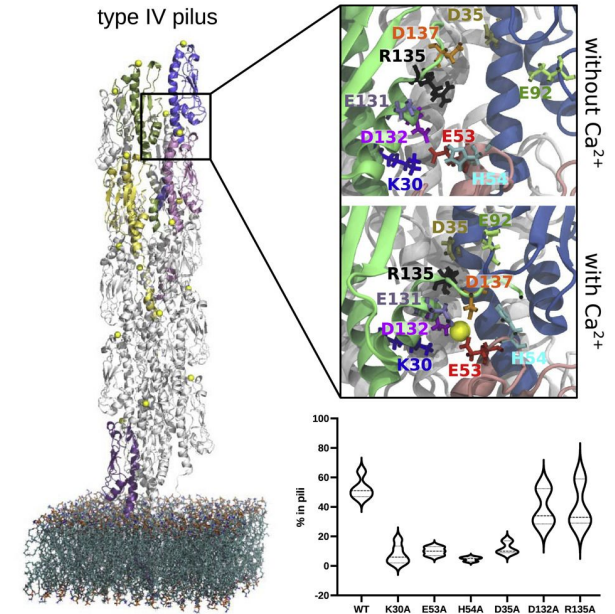 type IV pilus
D35
D137
R135
E92
E131
D132
E53
H54
K30
without Ca²⁺
E92
D35
R135
D137
E131
D132
K30
E53
H54
with Ca²⁺
100
80
60
40
20
0
-20
% in pili
WT K30A E53A H54A D35A D132A R135A